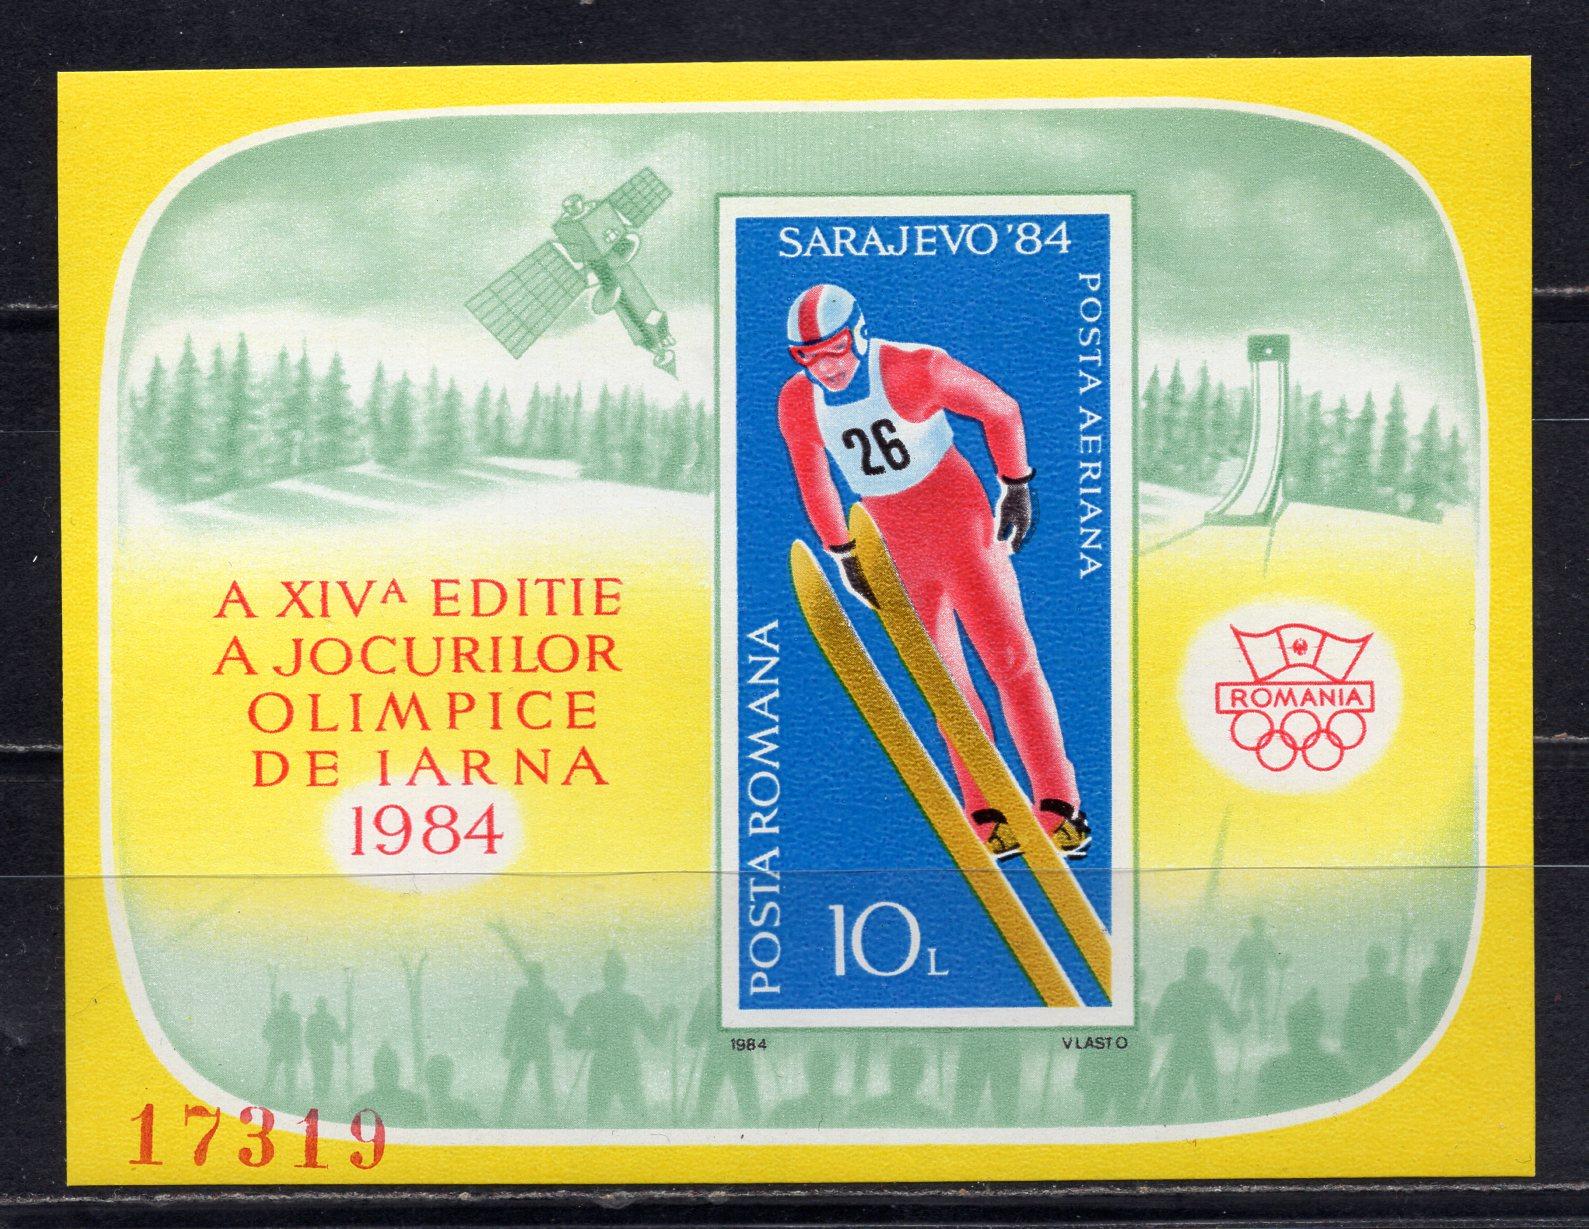 SARAJEVO '84
POSTA AERIANA
26
A XIVA EDITIE
A JOCURILOR
OLIMPICE
DE IARNA
1984
POSTA ROMANA
ROMANIA
10L
1984
VLASTO
17319